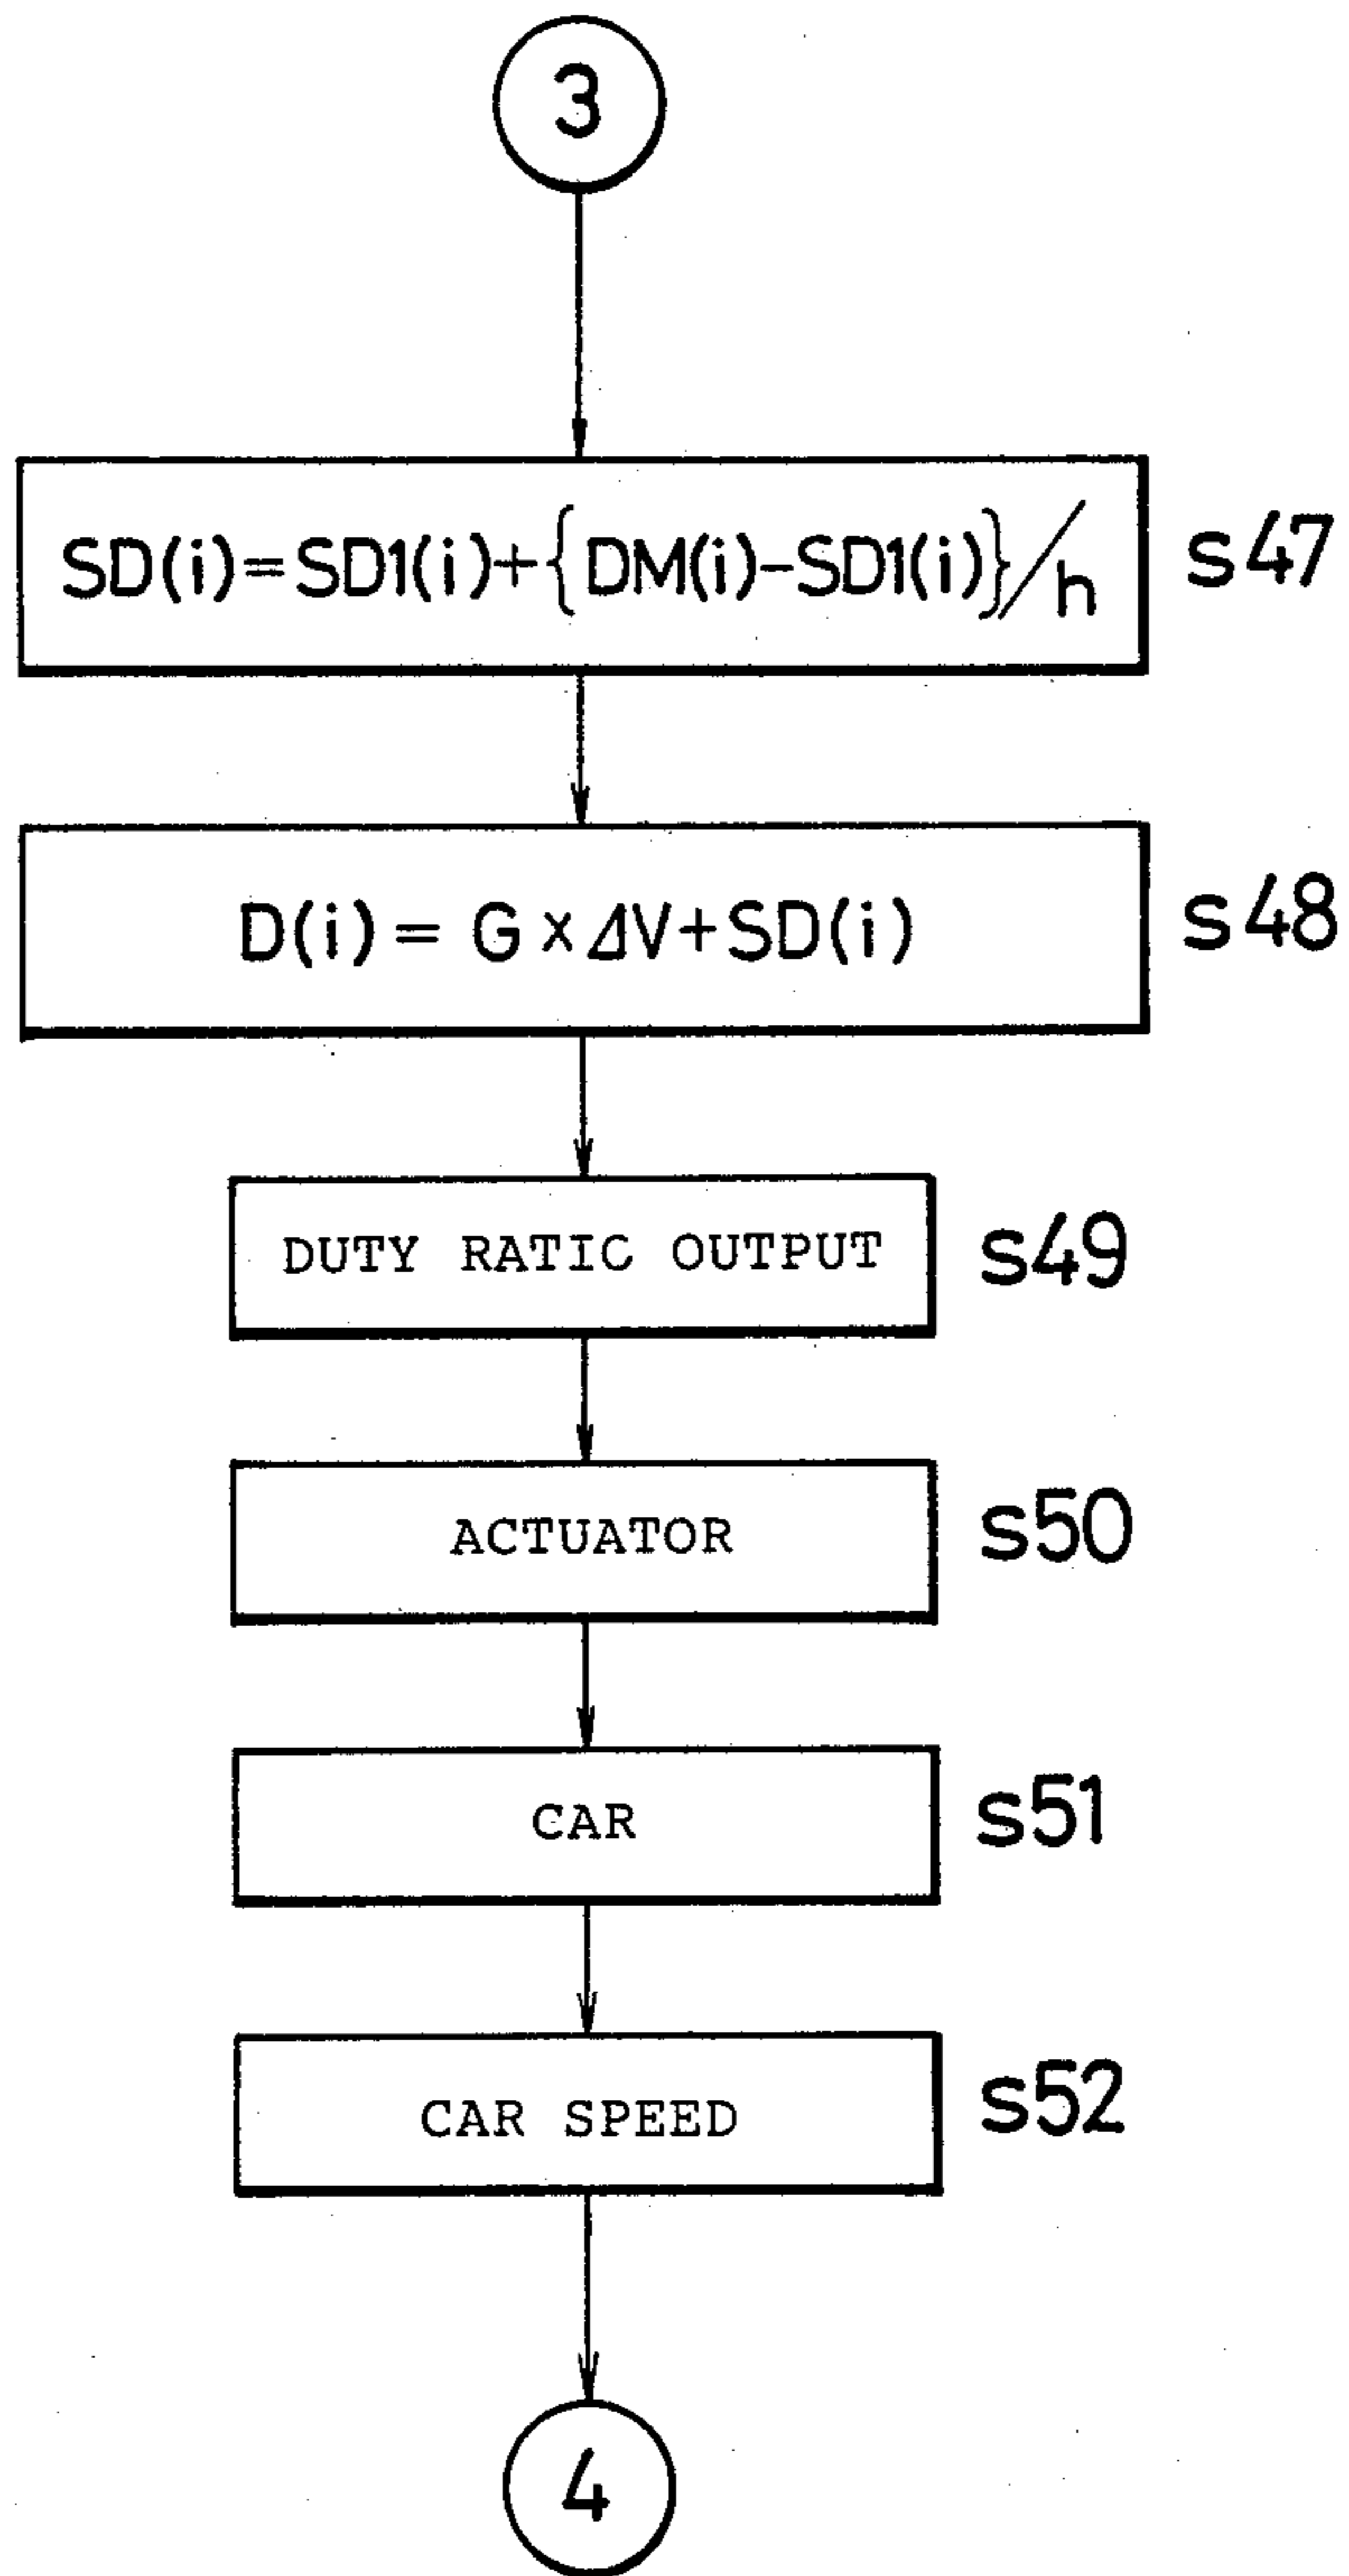 3
SD(i)=SD1(i)+{DM(i)-SD1(i)}/h s47
D(i) = G×ΔV+SD(i) s48
DUTY RATIC OUTPUT s49
ACTUATOR s50
CAR s51
CAR SPEED s52
4